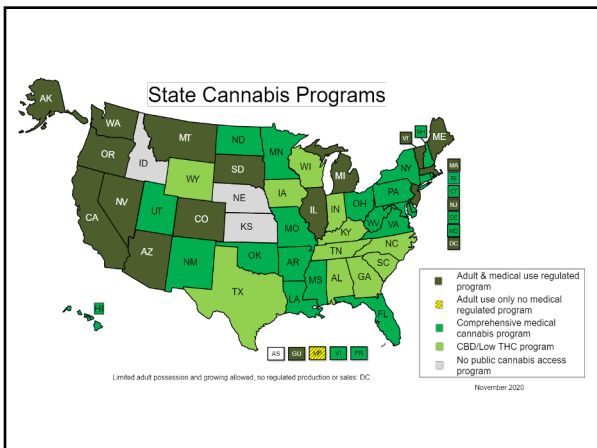 State Cannabis Programs
AK
WA
MT
ND
MN
VT
NH
ME
OR
ID
SD
WI
MI
NY
MA
WY
RI
NV
NE
IA
PA
CT
CA
UT
CO
IL
IN
OH
NJ
KS
MO
KY
WV
VA
DE
AZ
NM
OK
AR
TN
NC
MD
TX
MS
AL
GA
SC
DC
LA
FL
HI
AS
GU
VI
PR
Adult & medical use regulated
program
Adult use only no medical
regulated program
Comprehensive medical
cannabis program
CBD/Low THC program
No public cannabis access
program
Limited adult possession and growing allowed, no regulated production or sales: DC
November 2020